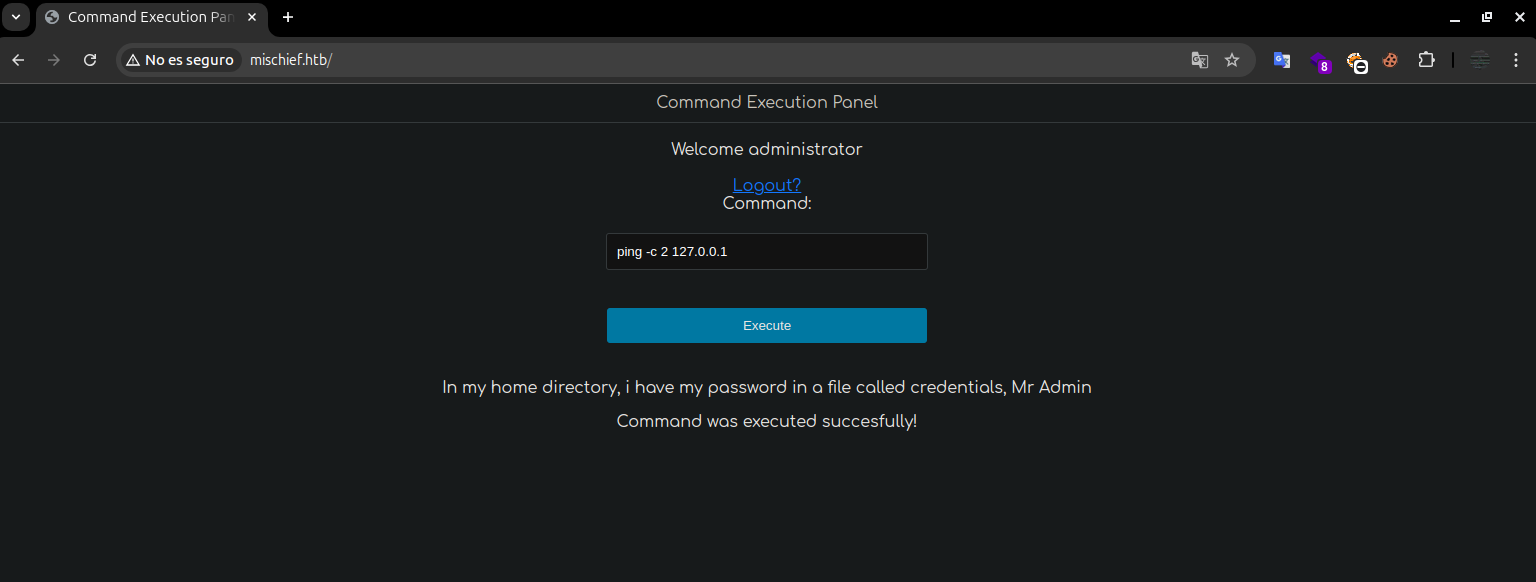 Command Execution Pan
No es seguro mischief.htb/
8
Command Execution Panel
Welcome administrator
Logout?
Command:
ping -c 2 127.0.0.1
Execute
In my home directory, i have my password in a file called credentials, Mr Admin
Command was executed succesfully!